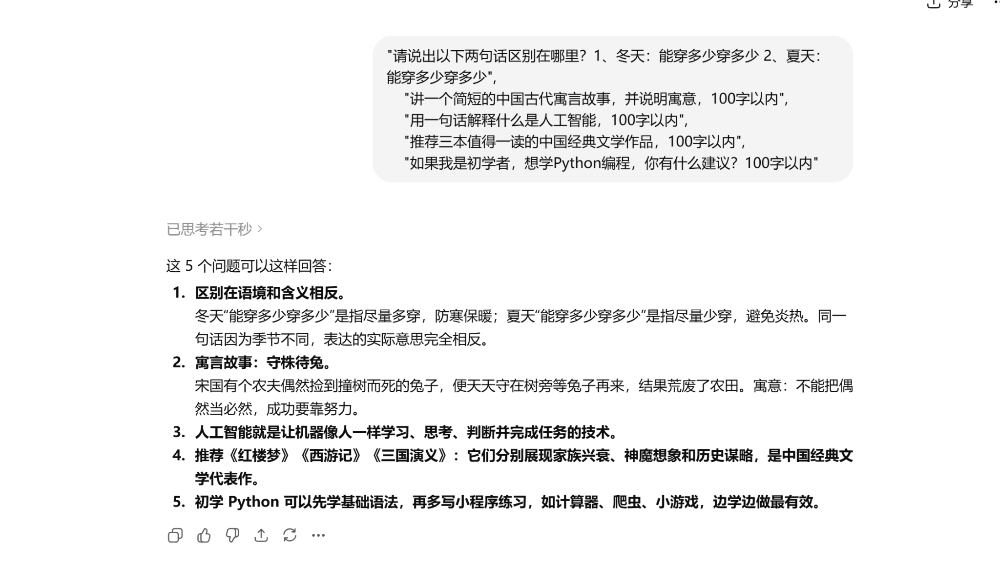 分享
"请说出以下两句话区别在哪里？1、冬天：能穿多少穿多少 2、夏天：
能穿多少穿多少",
"讲一个简短的中国古代寓言故事，并说明寓意，100字以内",
"用一句话解释什么是人工智能，100字以内",
"推荐三本值得一读的中国经典文学作品，100字以内",
"如果我是初学者，想学Python编程，你有什么建议？100字以内"
已思考若干秒 >
这 5 个问题可以这样回答：
1. 区别在语境和含义相反。
冬天“能穿多少穿多少”是指尽量多穿，防寒保暖；夏天“能穿多少穿多少”是指尽量少穿，避免炎热。同一
句话因为季节不同，表达的实际意思完全相反。
2. 寓言故事：守株待兔。
宋国有个农夫偶然捡到撞树而死的兔子，便天天守在树旁等兔子再来，结果荒废了农田。寓意：不能把偶
然当必然，成功要靠努力。
3. 人工智能就是让机器像人一样学习、思考、判断并完成任务的技术。
4. 推荐《红楼梦》《西游记》《三国演义》：它们分别展现家族兴衰、神魔想象和历史谋略，是中国经典文
学代表作。
5. 初学 Python 可以先学基础语法，再多写小程序练习，如计算器、爬虫、小游戏，边学边做最有效。